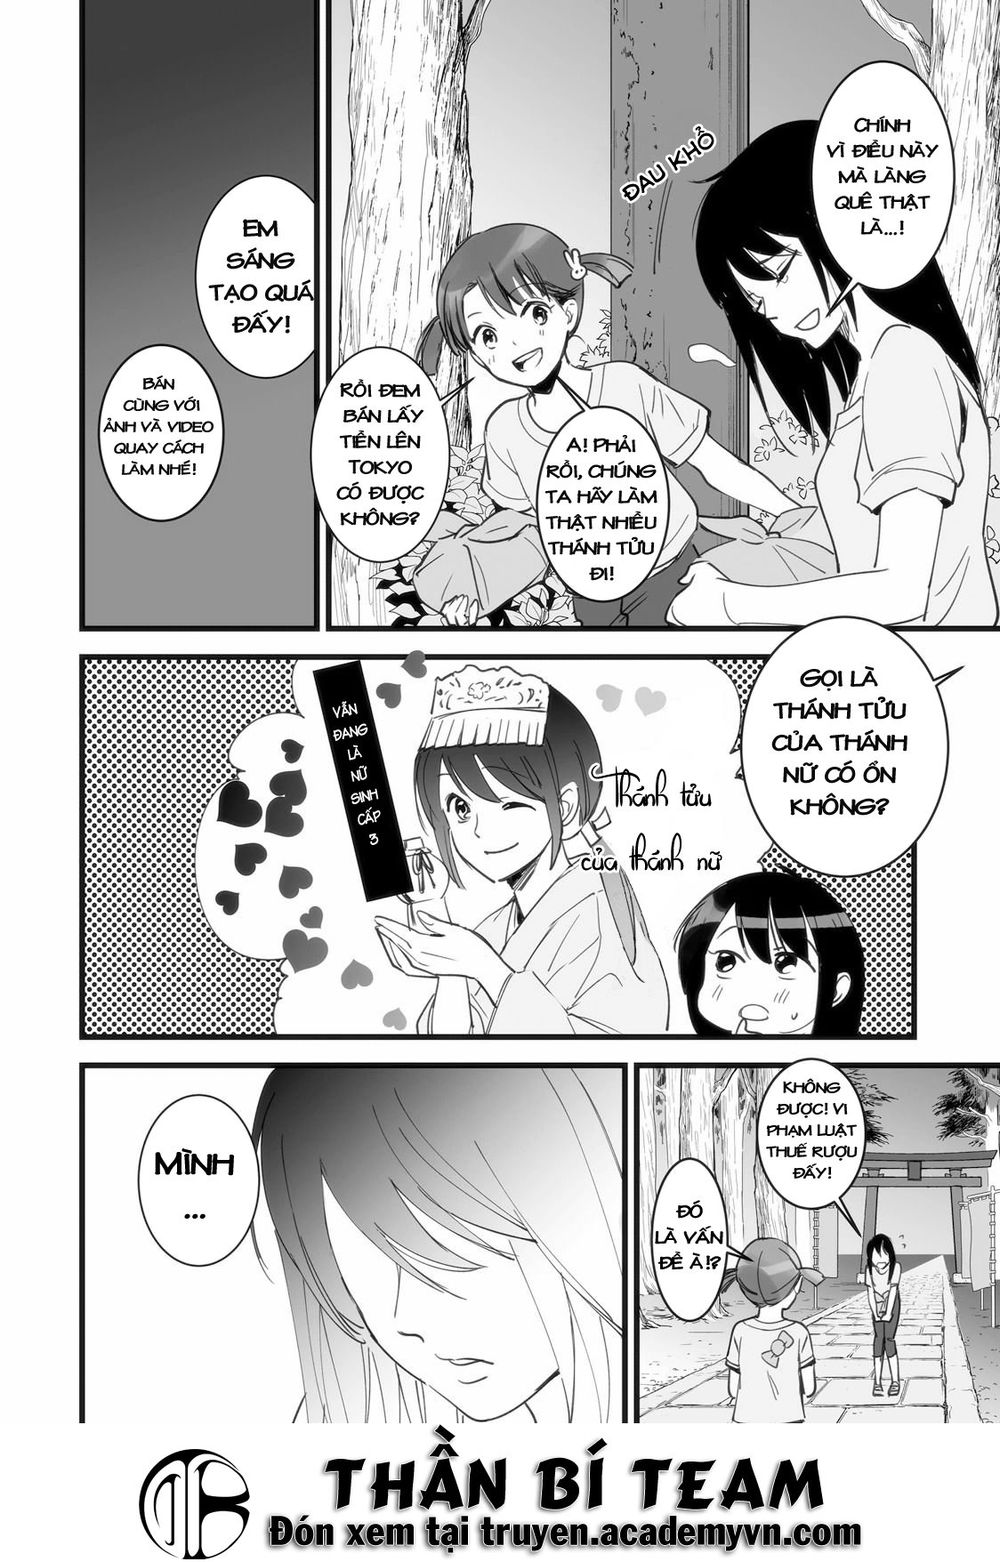 CHÍNH
VÌ ĐIỀU NÀY
MÀ LÀNG
QUÊ THẬT
LÀ...!
ĐAU KHỔ
A! PHẢI
RỒI, CHÚNG
TA HÃY LÀM
THẬT NHIỀU
THÁNH TỬU
ĐI!
RỒI ĐEM
BÁN LẤY
TIỀN LÊN
TOKYO
CÓ ĐƯỢC
KHÔNG?
EM
SÁNG
TẠO QUÁ
ĐẤY!
BÁN
CÙNG VỚI
ẢNH VÀ VIDEO
QUAY CÁCH
LÀM NHÉ!
GỌI LÀ
THÁNH TỬU
CỦA THÁNH
NỮ CÓ ỔN
KHÔNG?
Thánh tửu
của thánh nữ
VẪN
ĐANG
LÀ
NỮ
SINH
CẤP
3
KHÔNG
ĐƯỢC! VI
PHẠM LUẬT
THUẾ RƯỢU
ĐẤY!
ĐÓ
LÀ VẤN
ĐỀ À!?
MÌNH
...
THẦN BÍ TEAM
Đón xem tại truyen.academyvn.com